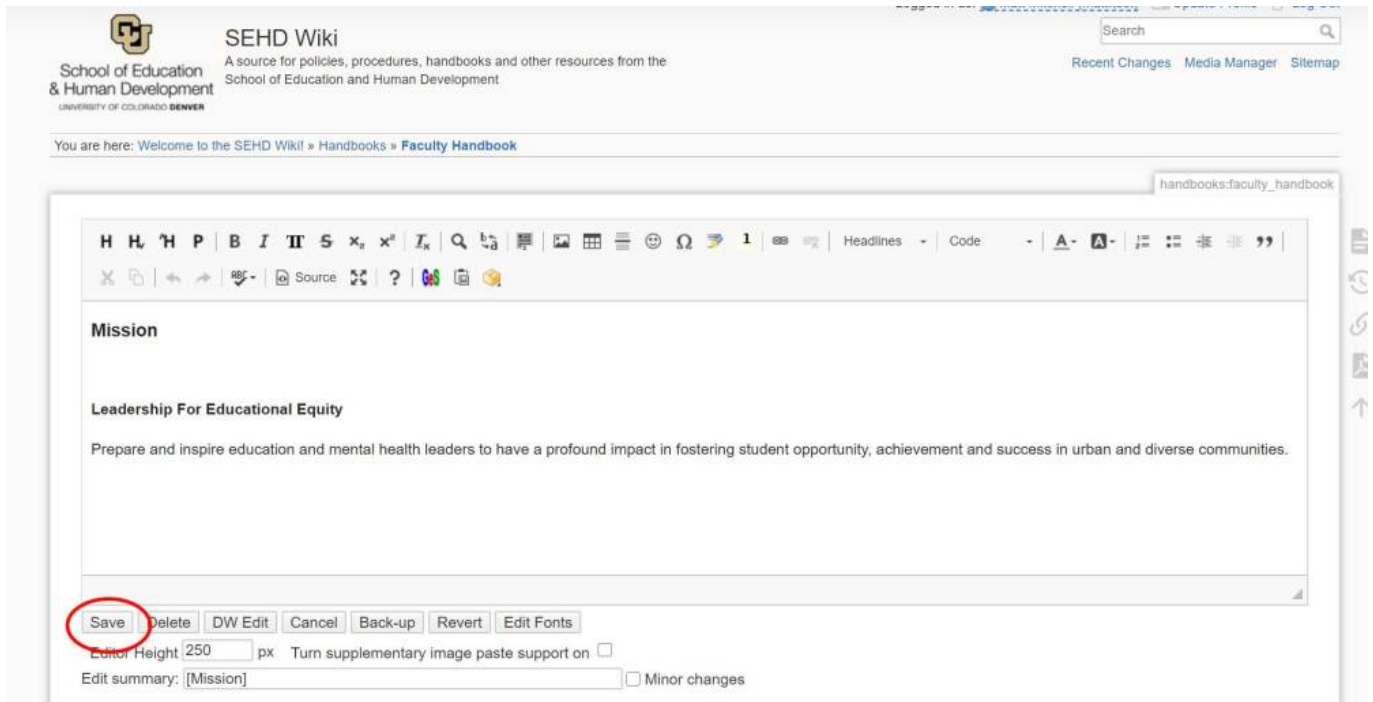 SEHD Wiki
A source for policies, procedures, handbooks and other resources from the
School of Education and Human Development
School of Education
& Human Development
UNIVERSITY OF COLORADO DENVER
Search
Recent Changes Media Manager Sitemap
You are here: Welcome to the SEHD Wiki! » Handbooks » Faculty Handbook
handbooks:faculty_handbook
H H P B I TT S x x² Ix Ω 1 Headlines Code A A
ABC Source ?
Mission
Leadership For Educational Equity
Prepare and inspire education and mental health leaders to have a profound impact in fostering student opportunity, achievement and success in urban and diverse communities.
Save Delete DW Edit Cancel Back-up Revert Edit Fonts
Editor Height 250 px Turn supplementary image paste support on
Edit summary: [Mission] Minor changes